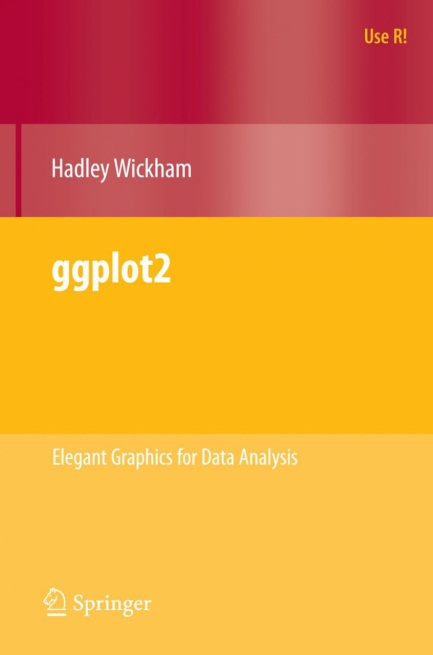 Use R!
Hadley Wickham
ggplot2
Elegant Graphics for Data Analysis
Springer